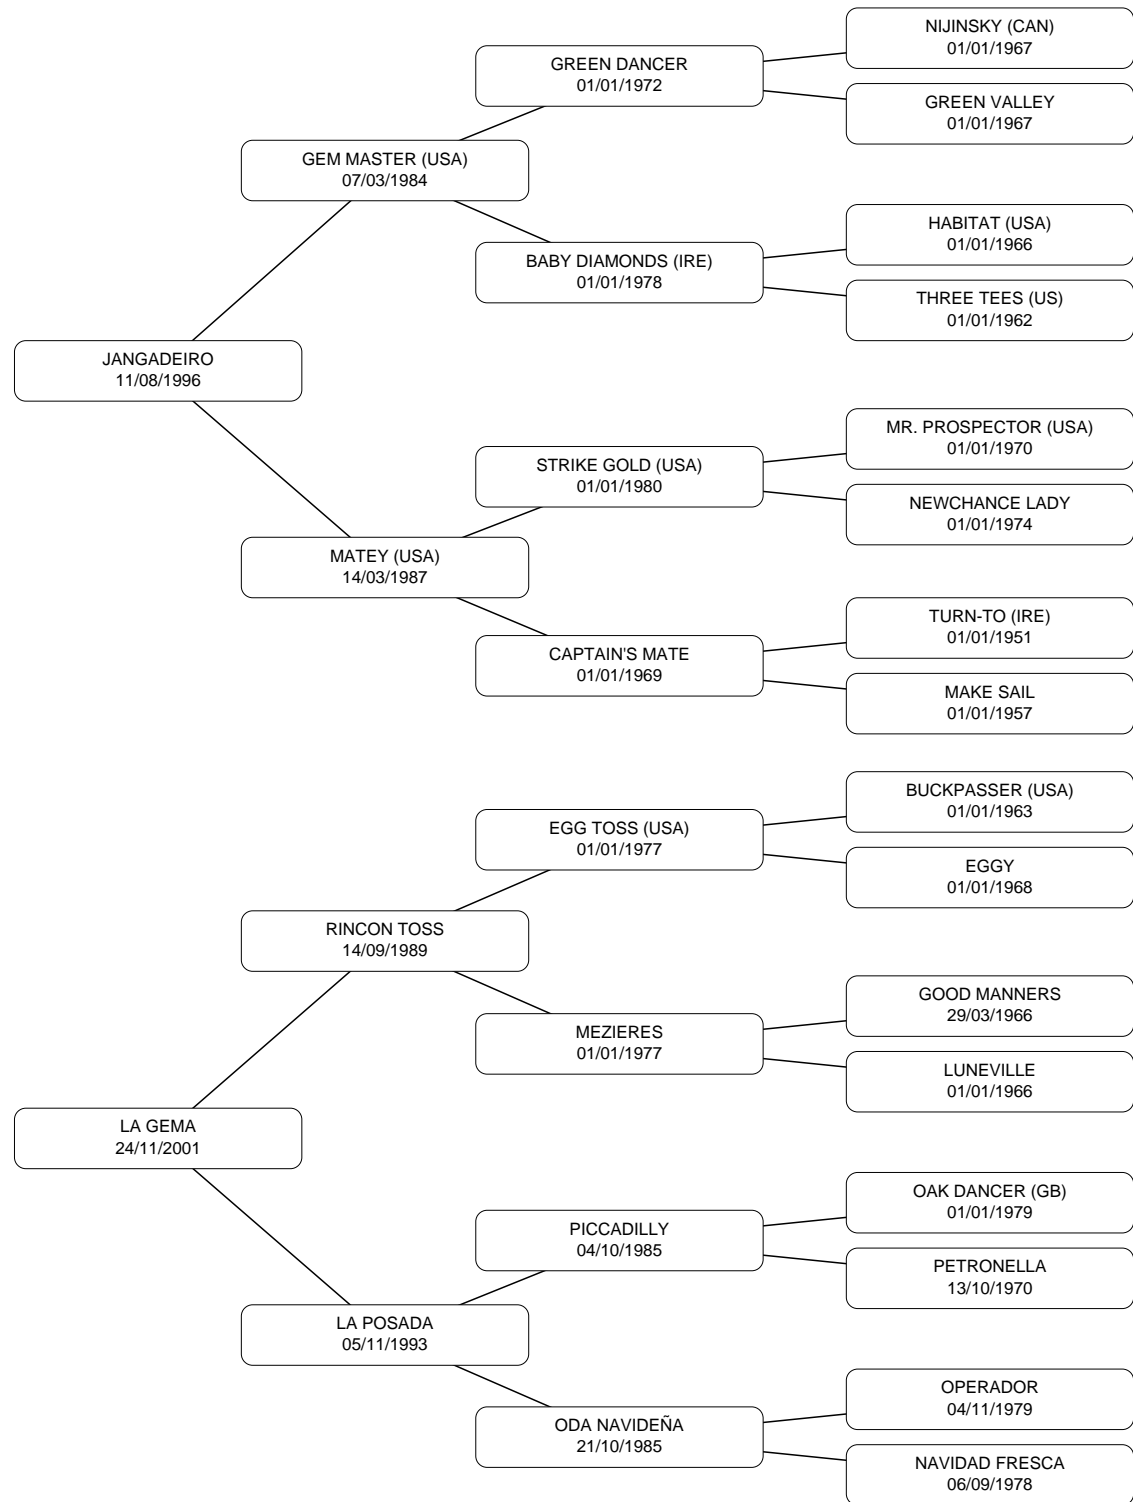 NIJINSKY (CAN)
01/01/1967
GREEN DANCER
01/01/1972
GREEN VALLEY
01/01/1967
GEM MASTER (USA)
07/03/1984
HABITAT (USA)
01/01/1966
BABY DIAMONDS (IRE)
01/01/1978
THREE TEES (US)
01/01/1962
JANGADEIRO
11/08/1996
MR. PROSPECTOR (USA)
01/01/1970
STRIKE GOLD (USA)
01/01/1980
NEWCHANCE LADY
01/01/1974
MATEY (USA)
14/03/1987
TURN-TO (IRE)
01/01/1951
CAPTAIN'S MATE
01/01/1969
MAKE SAIL
01/01/1957
BUCKPASSER (USA)
01/01/1963
EGG TOSS (USA)
01/01/1977
EGGY
01/01/1968
RINCON TOSS
14/09/1989
GOOD MANNERS
29/03/1966
MEZIERES
01/01/1977
LUNEVILLE
01/01/1966
LA GEMA
24/11/2001
OAK DANCER (GB)
01/01/1979
PICCADILLY
04/10/1985
PETRONELLA
13/10/1970
LA POSADA
05/11/1993
OPERADOR
04/11/1979
ODA NAVIDEÑA
21/10/1985
NAVIDAD FRESCA
06/09/1978